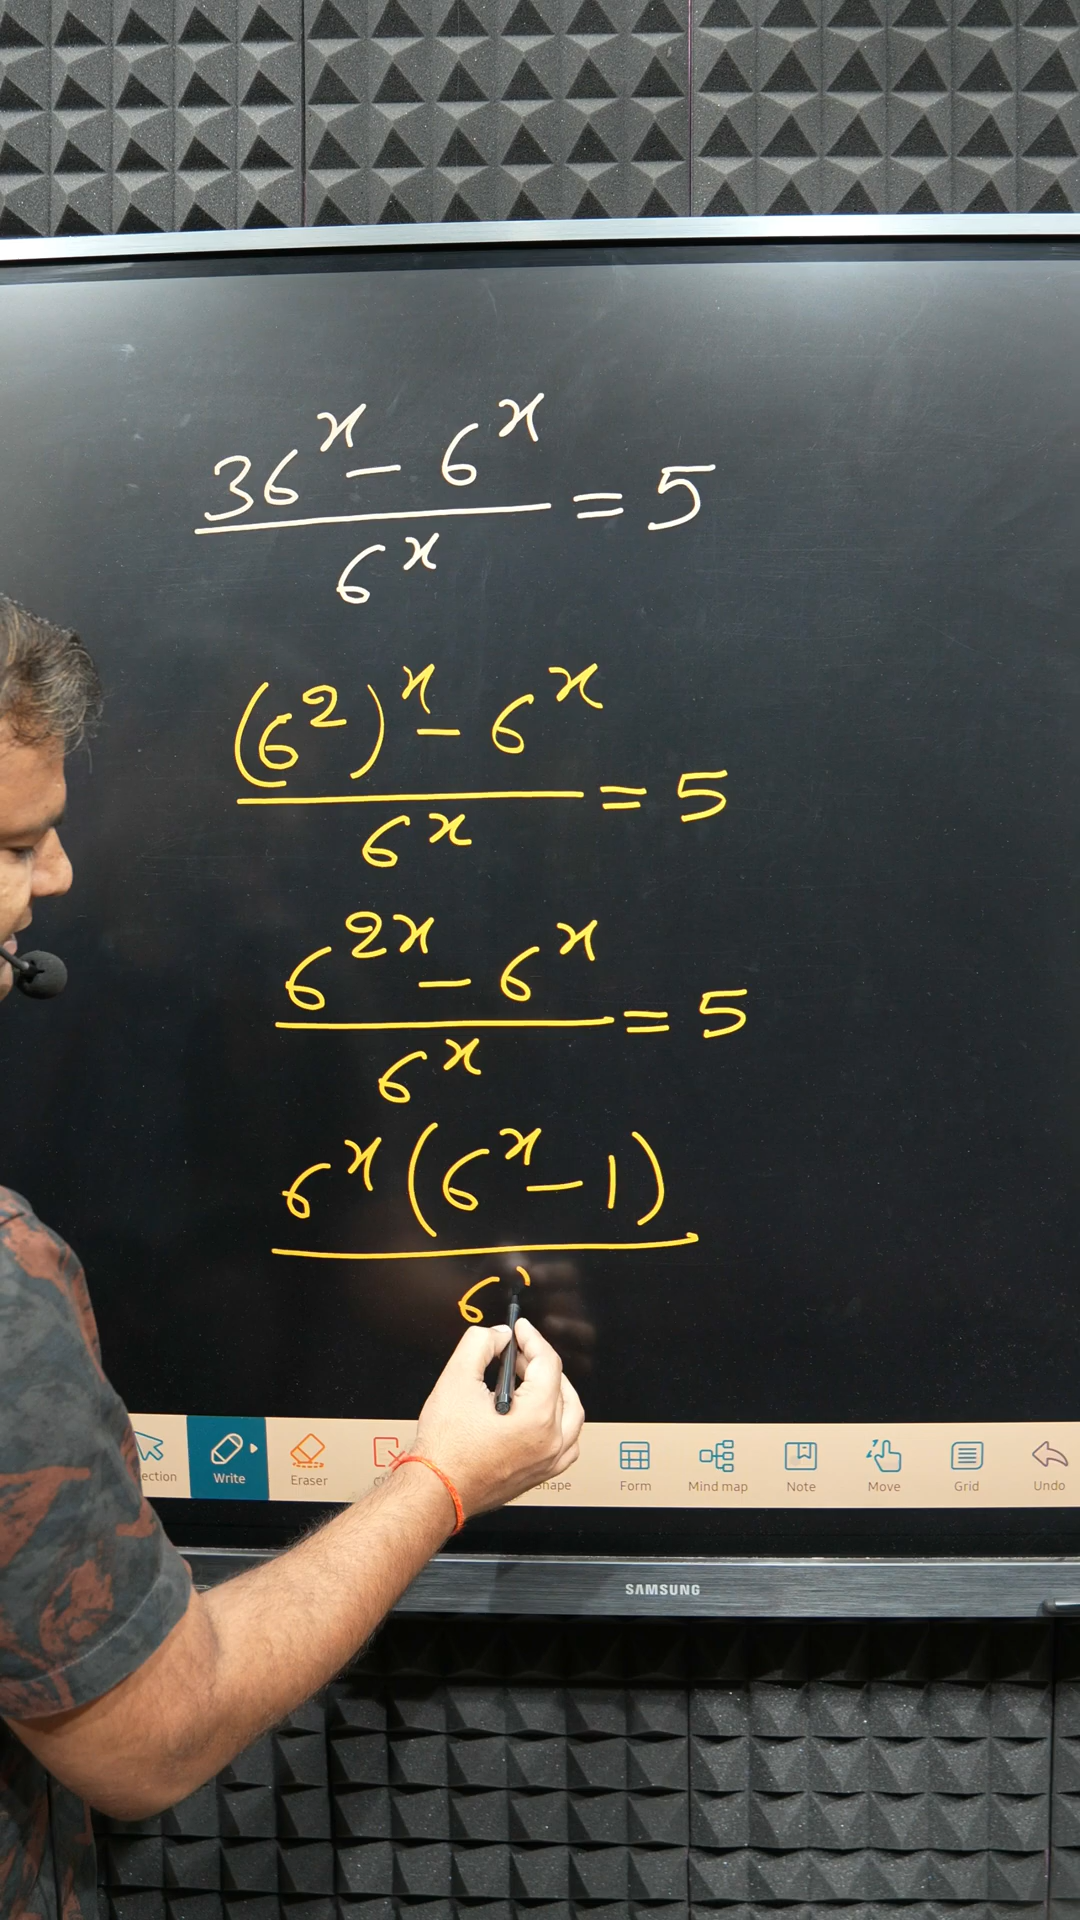 36^x - 6^x
───────── = 5
6^x
(6^2)^x - 6^x
───────── = 5
6^x
6^2x - 6^x
───────── = 5
6^x
6^x (6^x - 1)
─────────
6
ection Write Eraser Shape Form Mind map Note Move Grid Undo
SAMSUNG